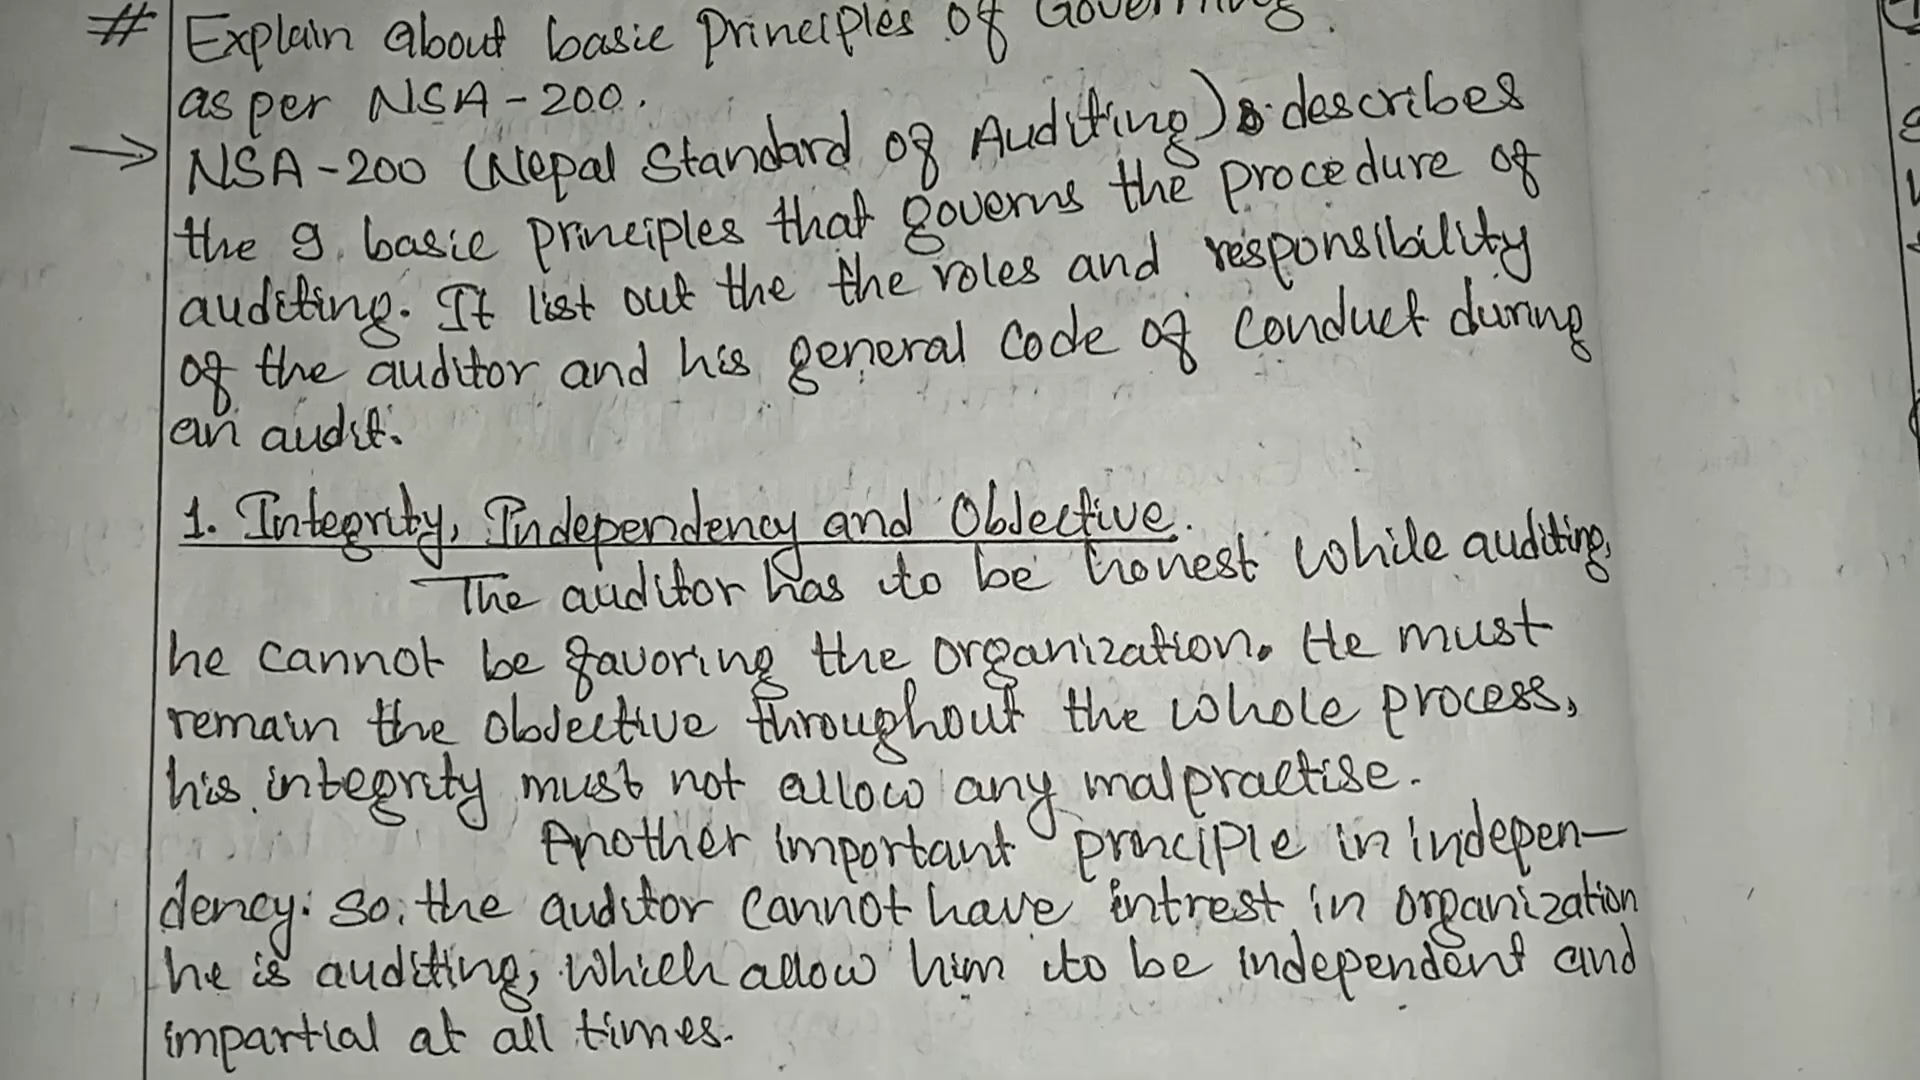 # Explain about basic principles of Governing
as per NSA-200.
→ NSA-200 (Nepal Standard of Auditing) describes
the 9 basic principles that governs the procedure of
auditing. It list out the the roles and responsibility
of the auditor and his general code of conduct during
an audit.
1. Integrity, Independency and Objective.
The auditor has to be honest while auditing,
he cannot be favoring the organization. He must
remain the objective throughout the whole process,
his integrity must not allow any malpractise.
Another important principle in indepen-
dency. So, the auditor cannot have intrest in organization
he is auditing, which allow him to be independent and
impartial at all times.